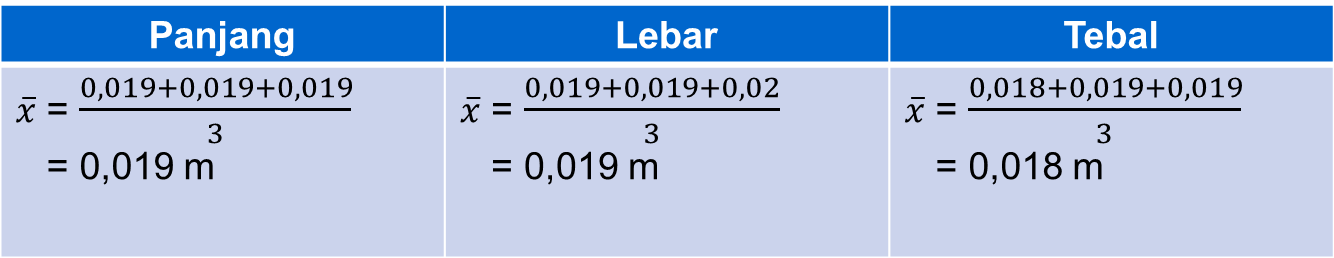 Panjang
Lebar
Tebal
x̄ = 0,019+0,019+0,019
3
= 0,019 m
x̄ = 0,019+0,019+0,02
3
= 0,019 m
x̄ = 0,018+0,019+0,019
3
= 0,018 m